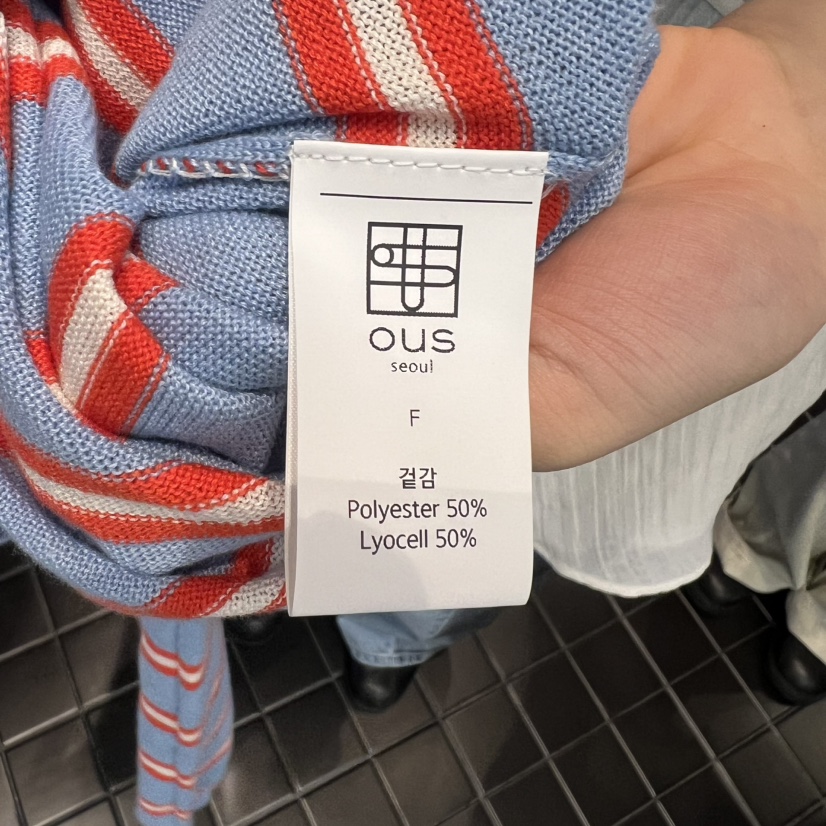 ous
seoul
F
겉감
Polyester 50%
Lyocell 50%